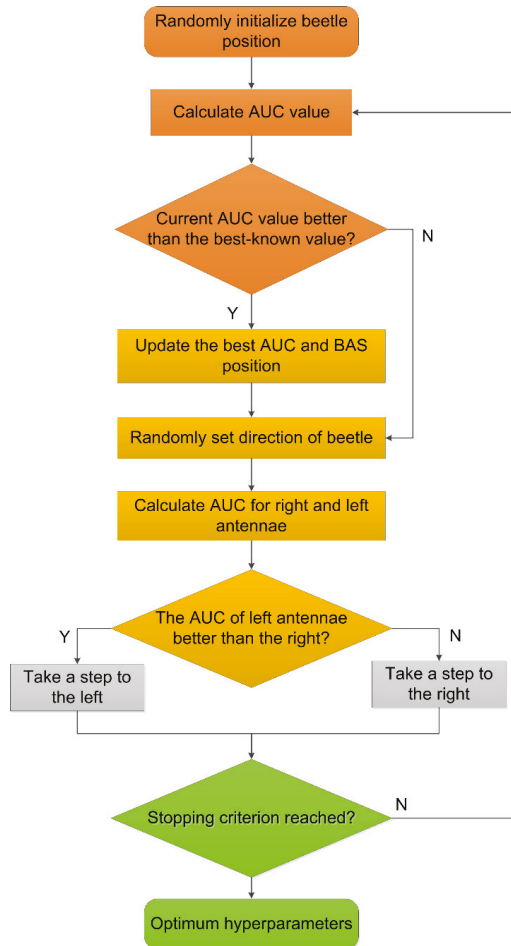 Randomly initialize beetle
position
Calculate AUC value
Current AUC value better
than the best-known value?
N
Y
Update the best AUC and BAS
position
Randomly set direction of beetle
Calculate AUC for right and left
antennae
The AUC of left antennae
better than the right?
Y
N
Take a step to
the left
Take a step to
the right
Stopping criterion reached?
N
Optimum hyperparameters